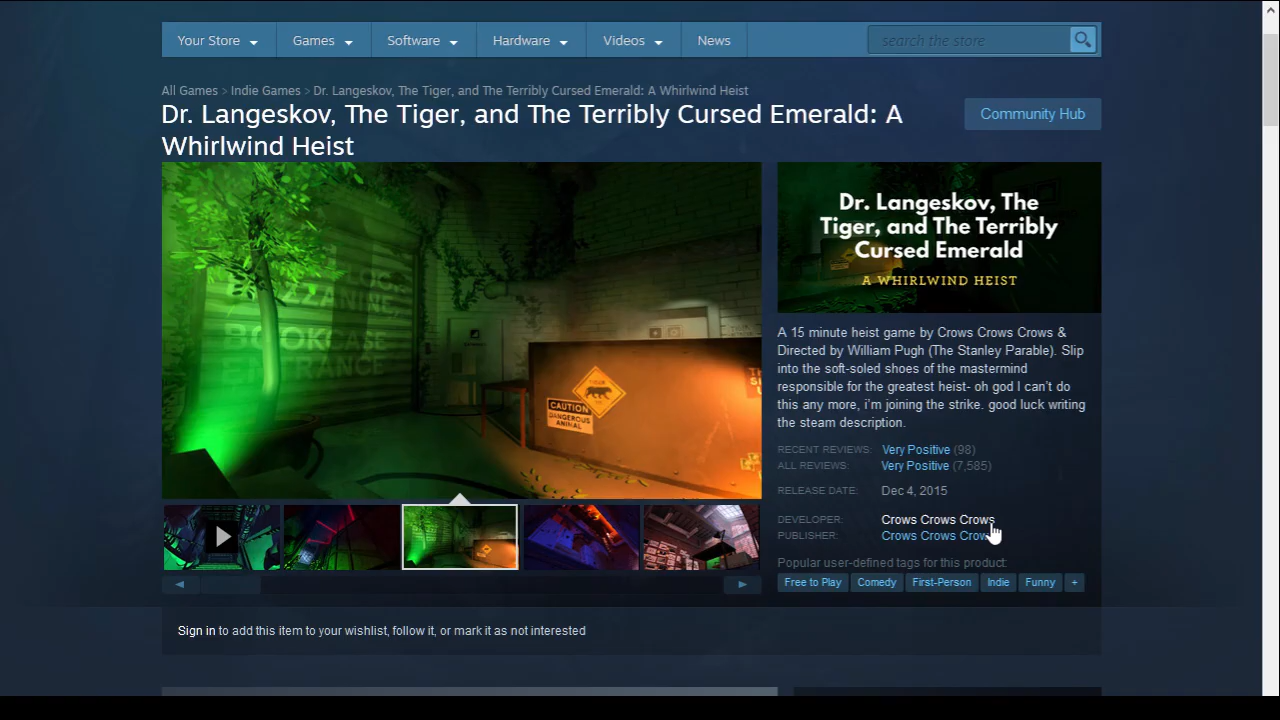 Your Store
Games
Software
Hardware
Videos
News
search the store
All Games > Indie Games > Dr. Langeskov, The Tiger, and The Terribly Cursed Emerald: A Whirlwind Heist
Dr. Langeskov, The Tiger, and The Terribly Cursed Emerald: A
Whirlwind Heist
Community Hub
MEZZANINE
BOOKCASE
ENTRANCE
CAUTION
DANGEROUS
ANIMAL
Dr. Langeskov, The
Tiger, and The Terribly
Cursed Emerald
A WHIRLWIND HEIST
A 15 minute heist game by Crows Crows Crows &
Directed by William Pugh (The Stanley Parable). Slip
into the soft-soled shoes of the mastermind
responsible for the greatest heist- oh god I can't do
this any more, i'm joining the strike. good luck writing
the steam description.
RECENT REVIEWS: Very Positive (98)
ALL REVIEWS: Very Positive (7,585)
RELEASE DATE: Dec 4, 2015
DEVELOPER: Crows Crows Crows
PUBLISHER: Crows Crows Crows
Popular user-defined tags for this product:
Free to Play Comedy First-Person Indie Funny +
Sign in to add this item to your wishlist, follow it, or mark it as not interested